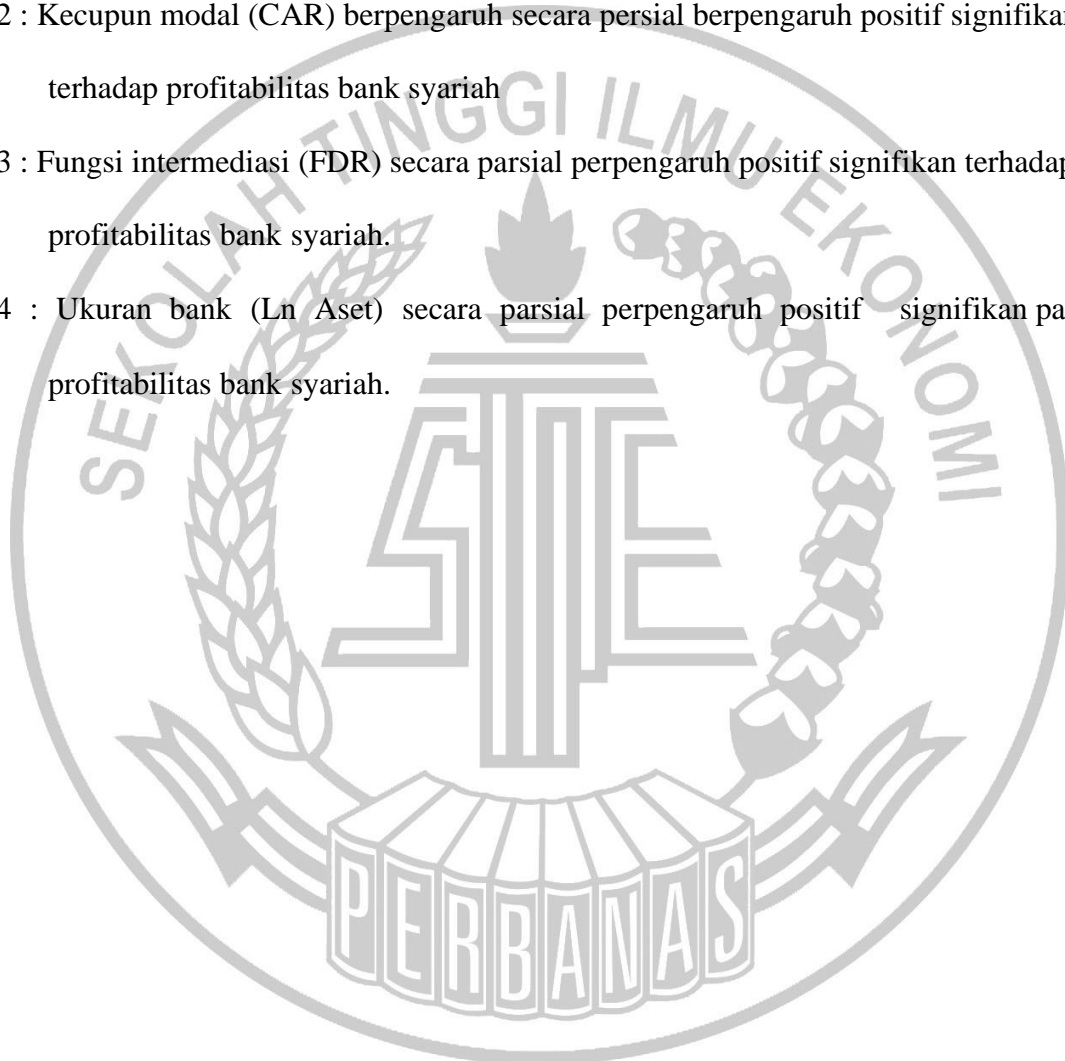 2 : Kecupun modal (CAR) berpengaruh secara persial berpengaruh positif signifikan
terhadap profitabilitas bank syariah
3 : Fungsi intermediasi (FDR) secara parsial perpengaruh positif signifikan terhadap
profitabilitas bank syariah.
4 : Ukuran bank (Ln Aset) secara parsial perpengaruh positif signifikan pa
profitabilitas bank syariah.
SEKOLAH TINGGI ILMU EKONOMI
STIE
PERBANAS